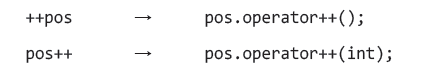 ++pos → pos.operator++();
pos++ → pos.operator++(int);